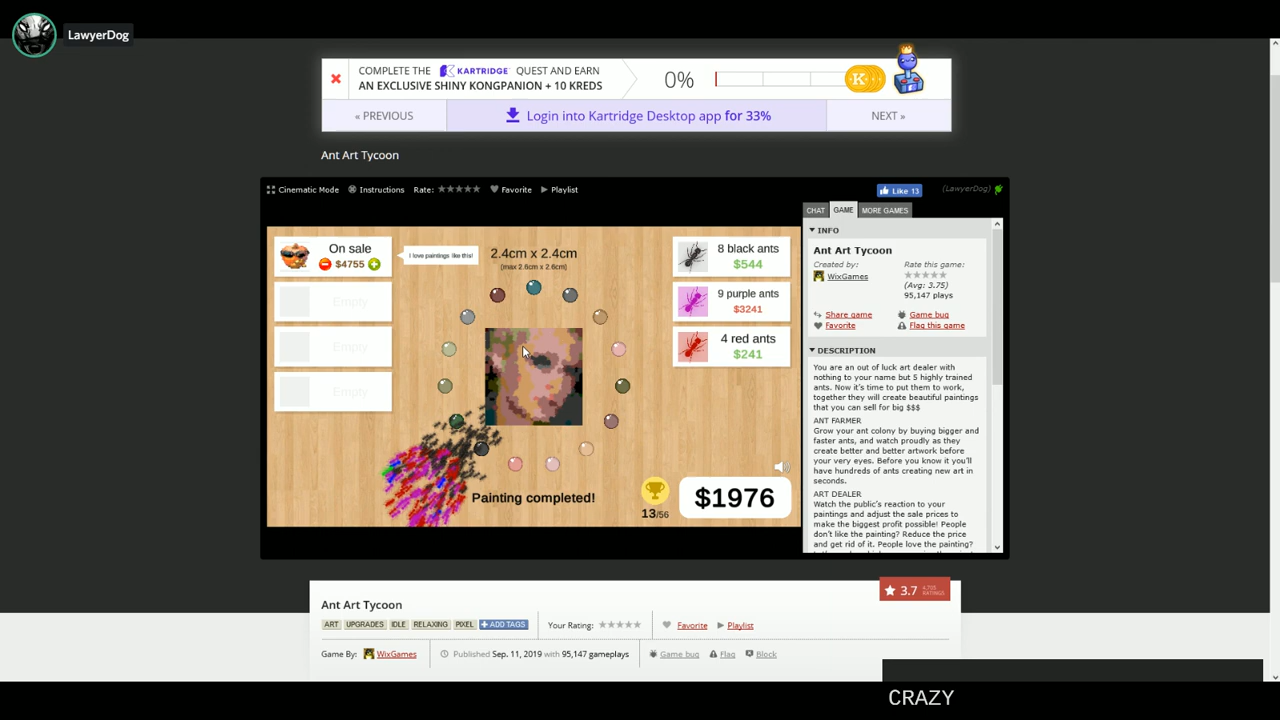 LawyerDog
COMPLETE THE KARTRIDGE QUEST AND EARN
AN EXCLUSIVE SHINY KONGPANION + 10 KREDS
0%
K
« PREVIOUS
Login into Kartridge Desktop app for 33%
NEXT »
Ant Art Tycoon
Cinematic Mode
Instructions
Rate:
Favorite
Playlist
Like 13
(LawyerDog)
CHAT
GAME
MORE GAMES
On sale
$4755
I love paintings like this!
2.4cm x 2.4cm
(max 2.6cm x 2.6cm)
8 black ants
$544
9 purple ants
$3241
4 red ants
$241
Empty
Empty
Empty
Painting completed!
13/56
$1976
INFO
Ant Art Tycoon
Created by:
WixGames
Rate this game:
(Avg: 3.75)
95,147 plays
Share game
Favorite
Game bug
Flag this game
DESCRIPTION
You are an out of luck art dealer with
nothing to your name but 5 highly trained
ants. Now it's time to put them to work,
together they will create beautiful paintings
that you can sell for big $$$
ANT FARMER
Grow your ant colony by buying bigger and
faster ants, and watch proudly as they
create better and better artwork before
your very eyes. Before you know it you'll
have hundreds of ants creating new art in
seconds.
ART DEALER
Watch the public's reaction to your
paintings and adjust the sale prices to
make the biggest profit possible! People
don't like the painting? Reduce the price
and get rid of it. People love the painting?
Ant Art Tycoon
3.7
4,755
RATINGS
ART
UPGRADES
IDLE
RELAXING
PIXEL
ADD TAGS
Your Rating:
Favorite
Playlist
Game By: WixGames
Published Sep. 11, 2019 with 95,147 gameplays
Game bug
Flag
Block
CRAZY